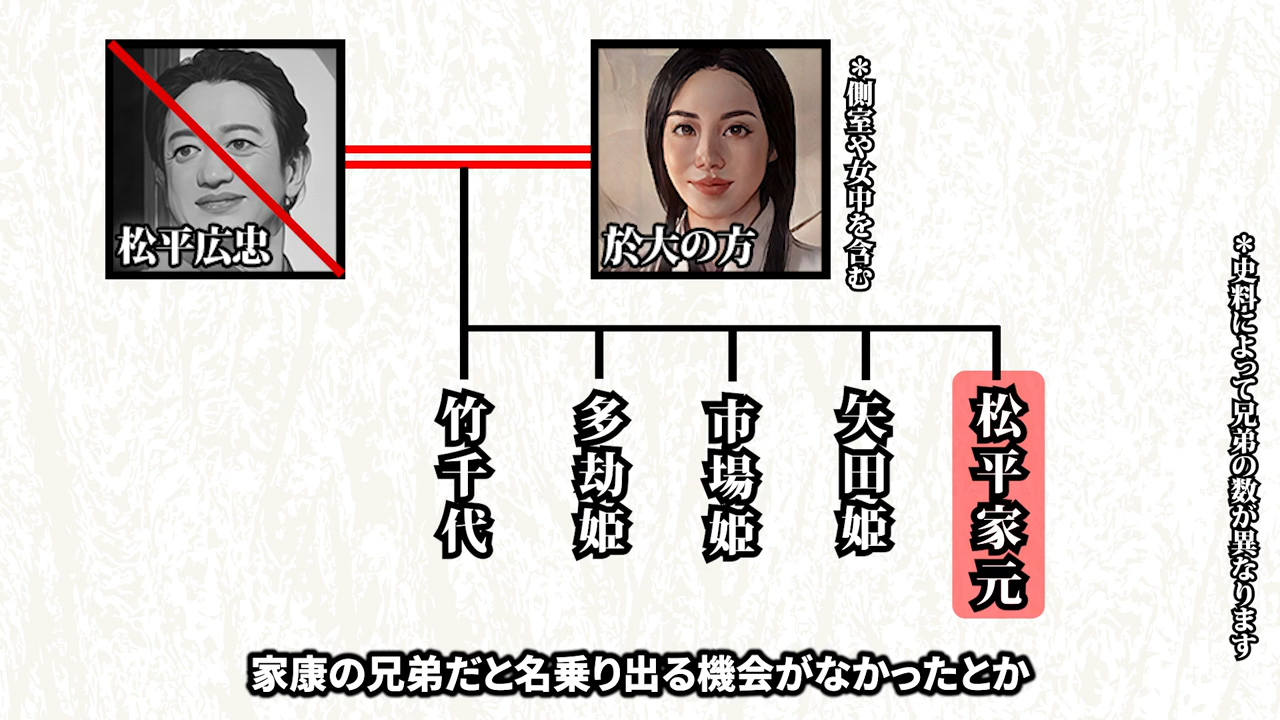 松平広忠
於大の方
＊側室や女中を含む
＊史料によって兄弟の数が異なります
竹千代
多劫姫
市場姫
矢田姫
松平家元
家康の兄弟だと名乗り出る機会がなかったとか